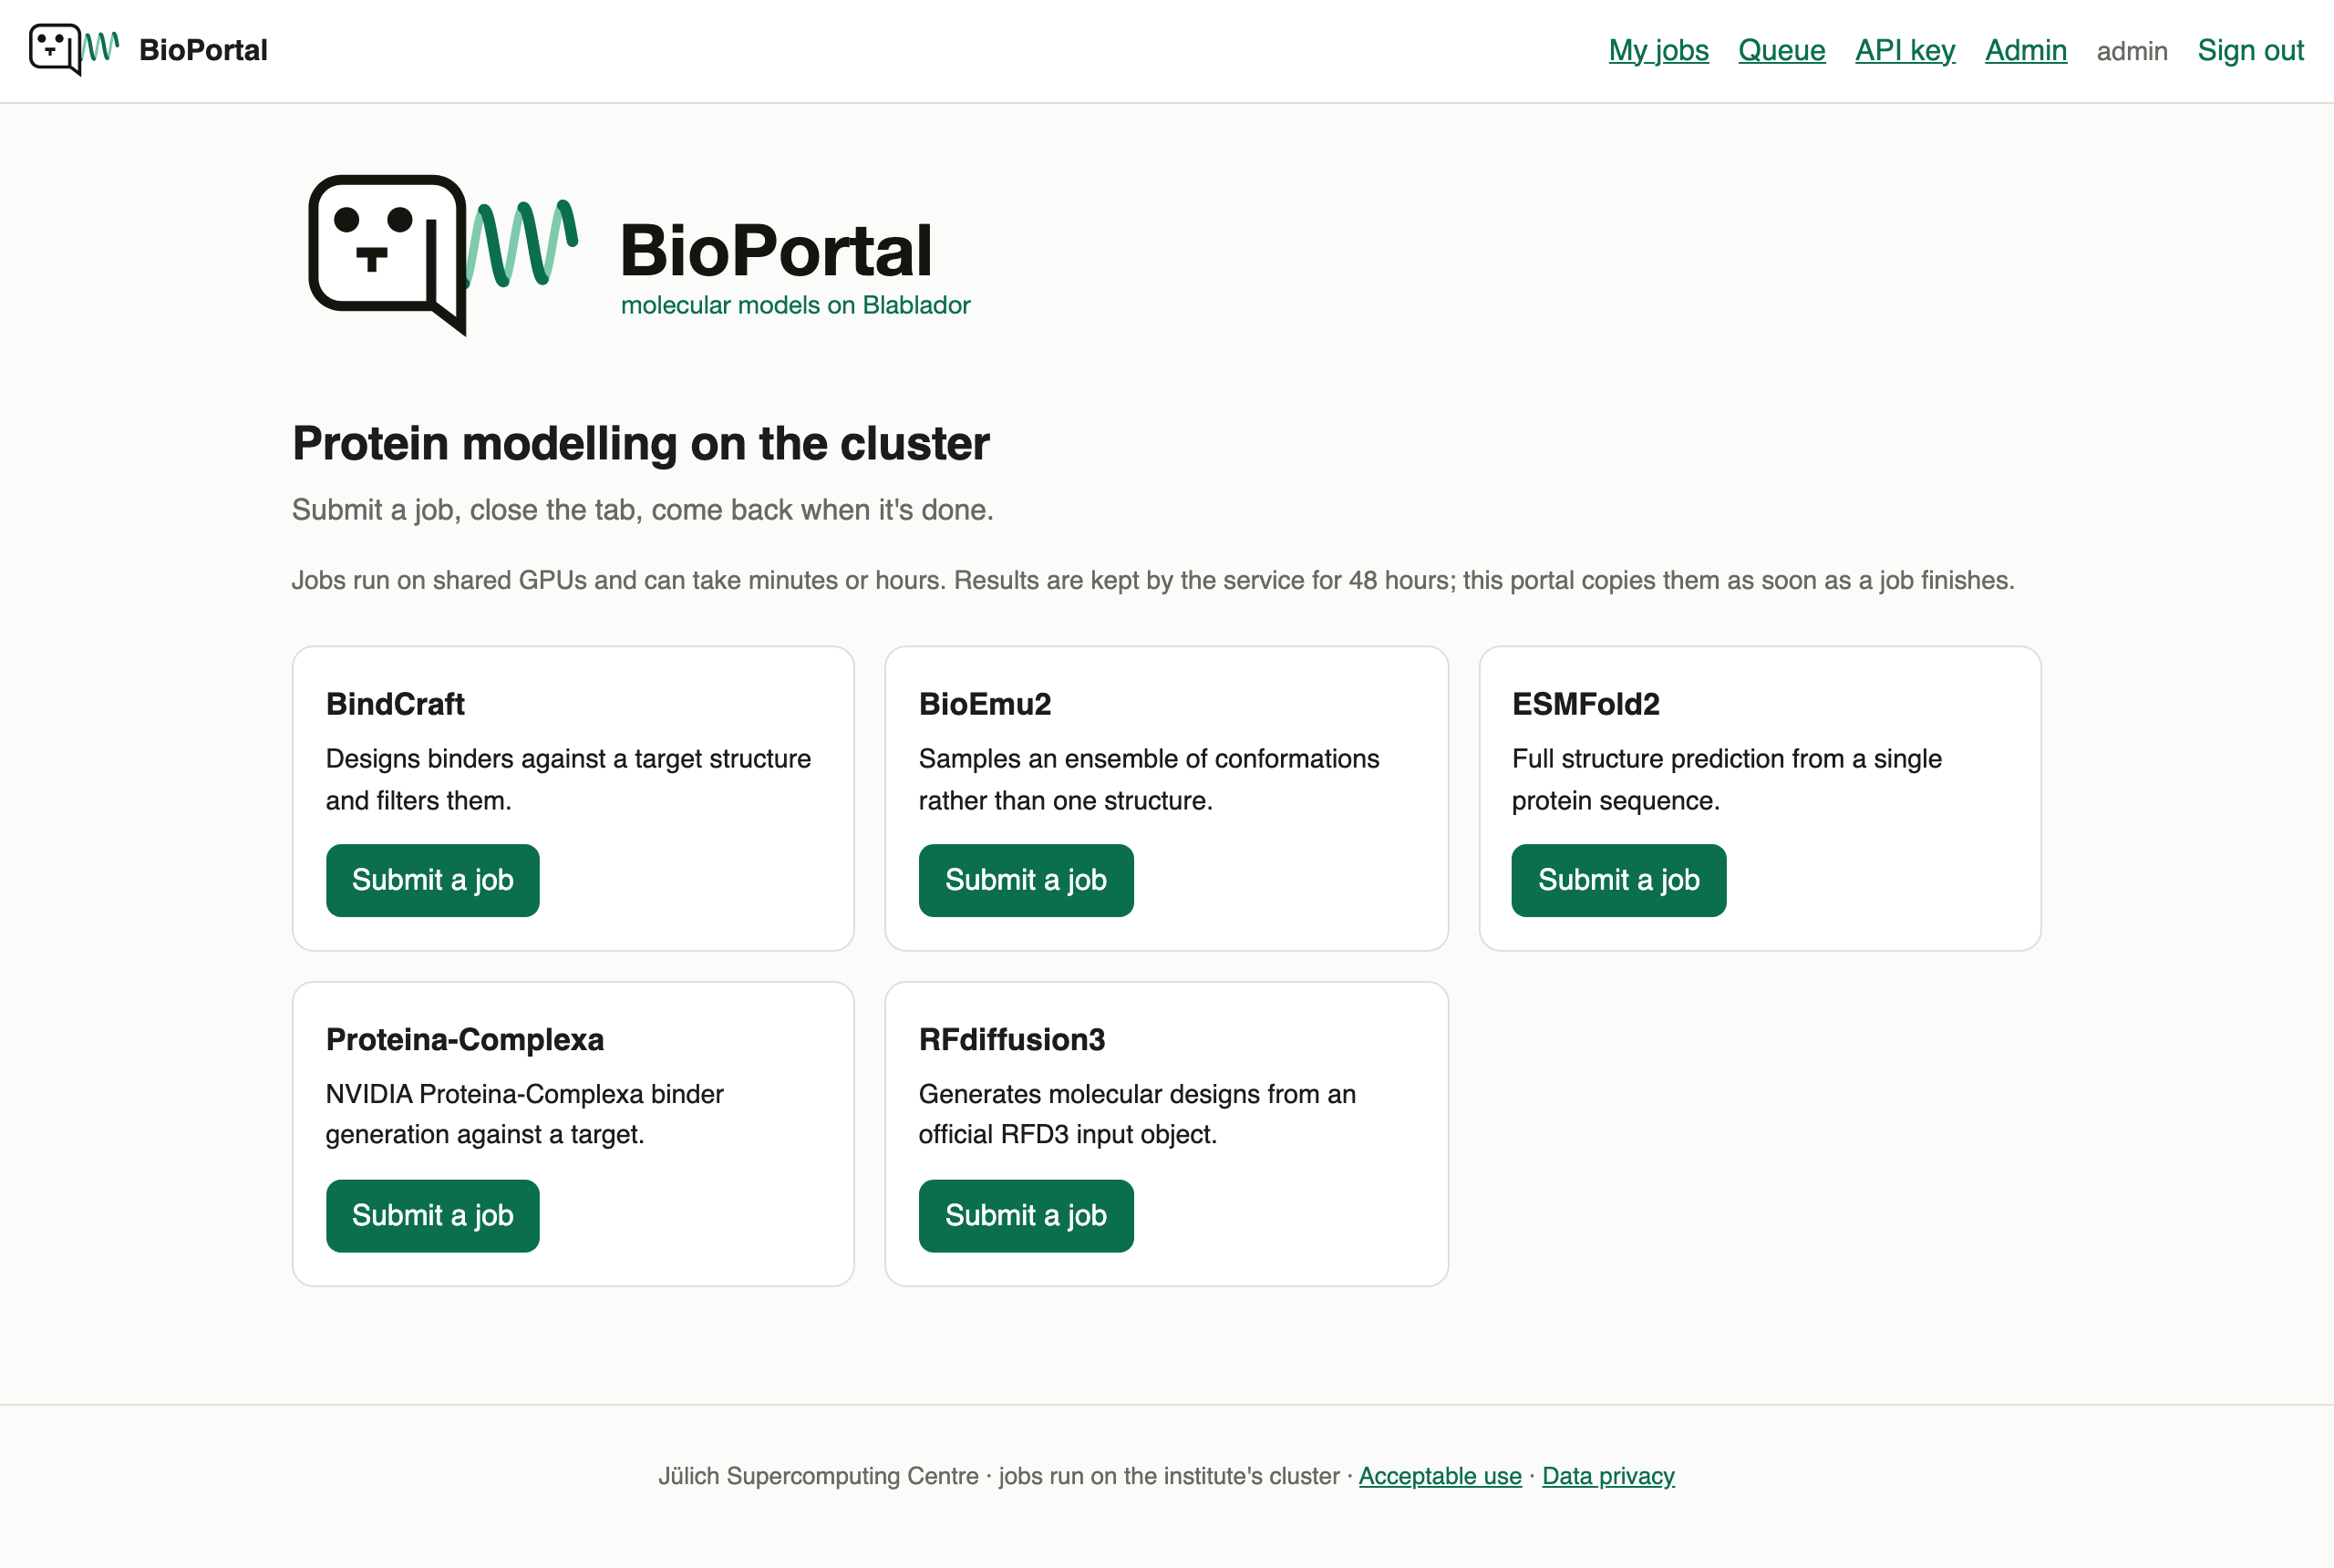 BioPortal
My jobs Queue API key Admin admin Sign out
BioPortal
molecular models on Blablador
Protein modelling on the cluster
Submit a job, close the tab, come back when it's done.
Jobs run on shared GPUs and can take minutes or hours. Results are kept by the service for 48 hours; this portal copies them as soon as a job finishes.
BindCraft
Designs binders against a target structure
and filters them.
Submit a job
BioEmu2
Samples an ensemble of conformations
rather than one structure.
Submit a job
ESMFold2
Full structure prediction from a single
protein sequence.
Submit a job
Proteina-Complexa
NVIDIA Proteina-Complexa binder
generation against a target.
Submit a job
RFdiffusion3
Generates molecular designs from an
official RFD3 input object.
Submit a job
Jülich Supercomputing Centre · jobs run on the institute's cluster · Acceptable use · Data privacy